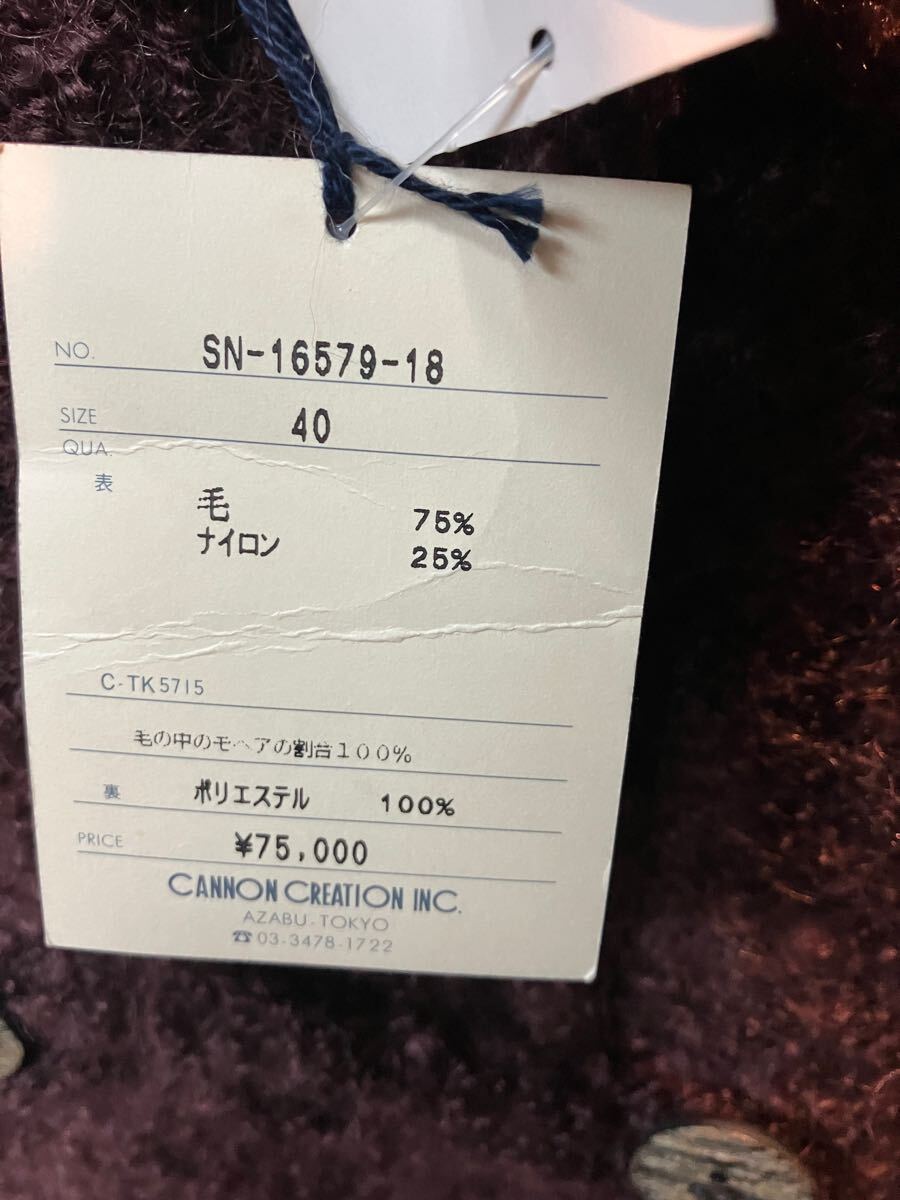 NO. SN-16579-18
SIZE 40
QUA.
表
毛 75%
ナイロン 25%
C-TK5715
毛の中のモヘアの割合100%
裏 ポリエステル 100%
PRICE ¥75,000
CANNON CREATION INC.
AZABU-TOKYO
☎03-3478-1722